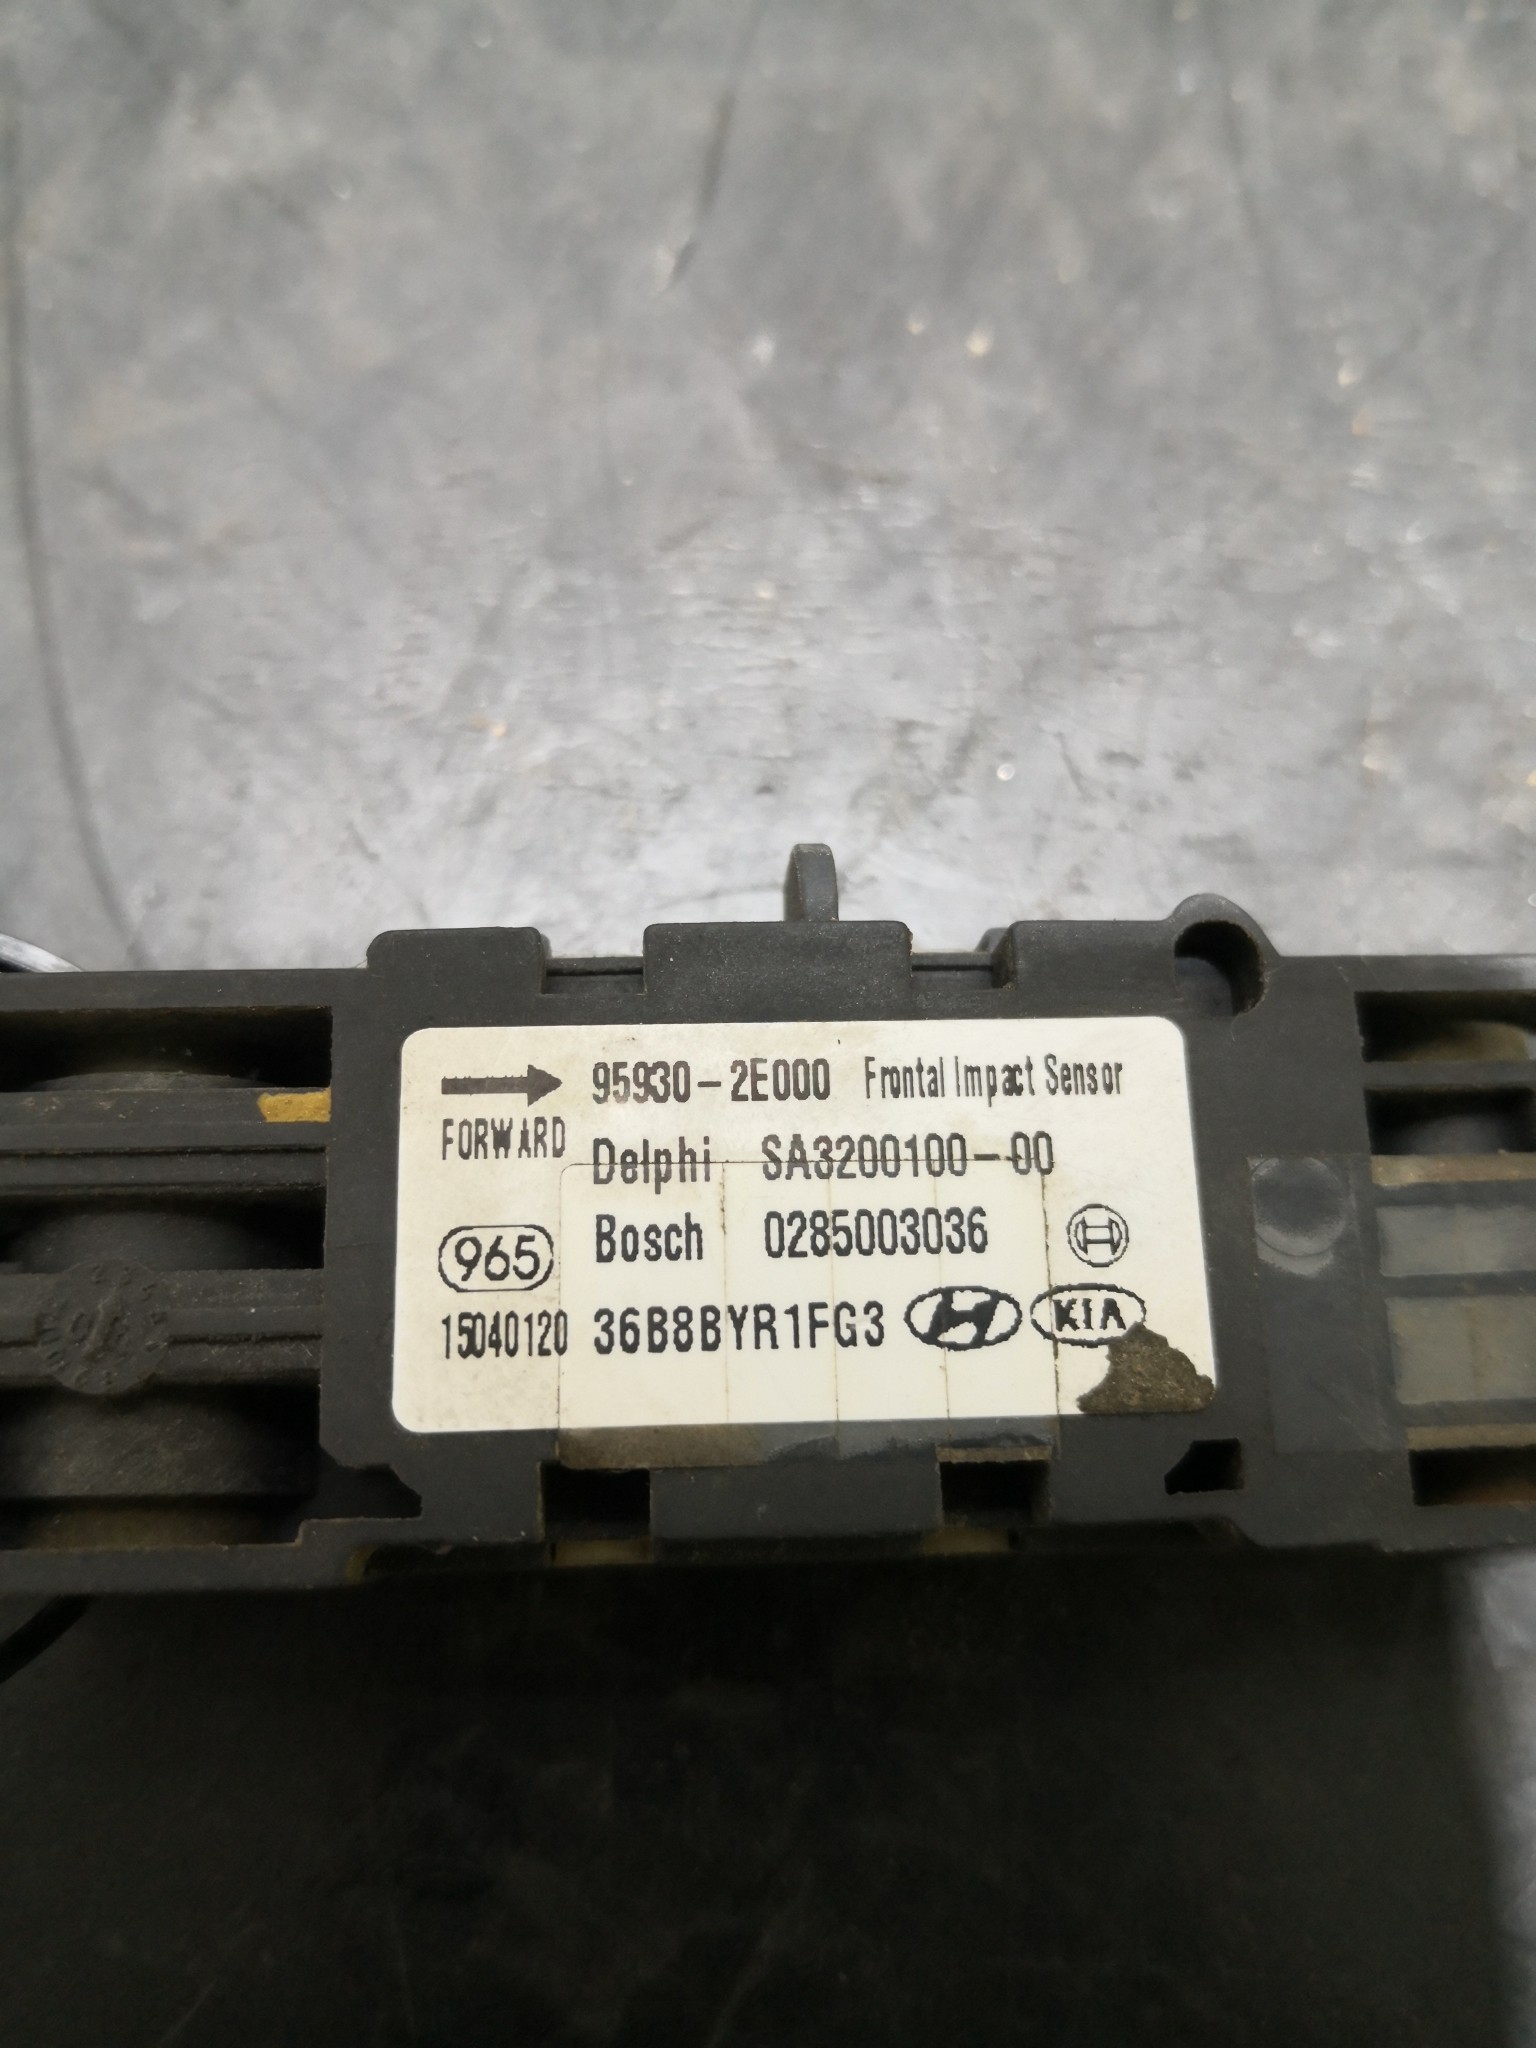 95930-2E000 Frontal Impact Sensor
FORWARD
Delphi SA3200100-00
965 Bosch 0285003036
15040120 36B8BYR1FG3 KIA